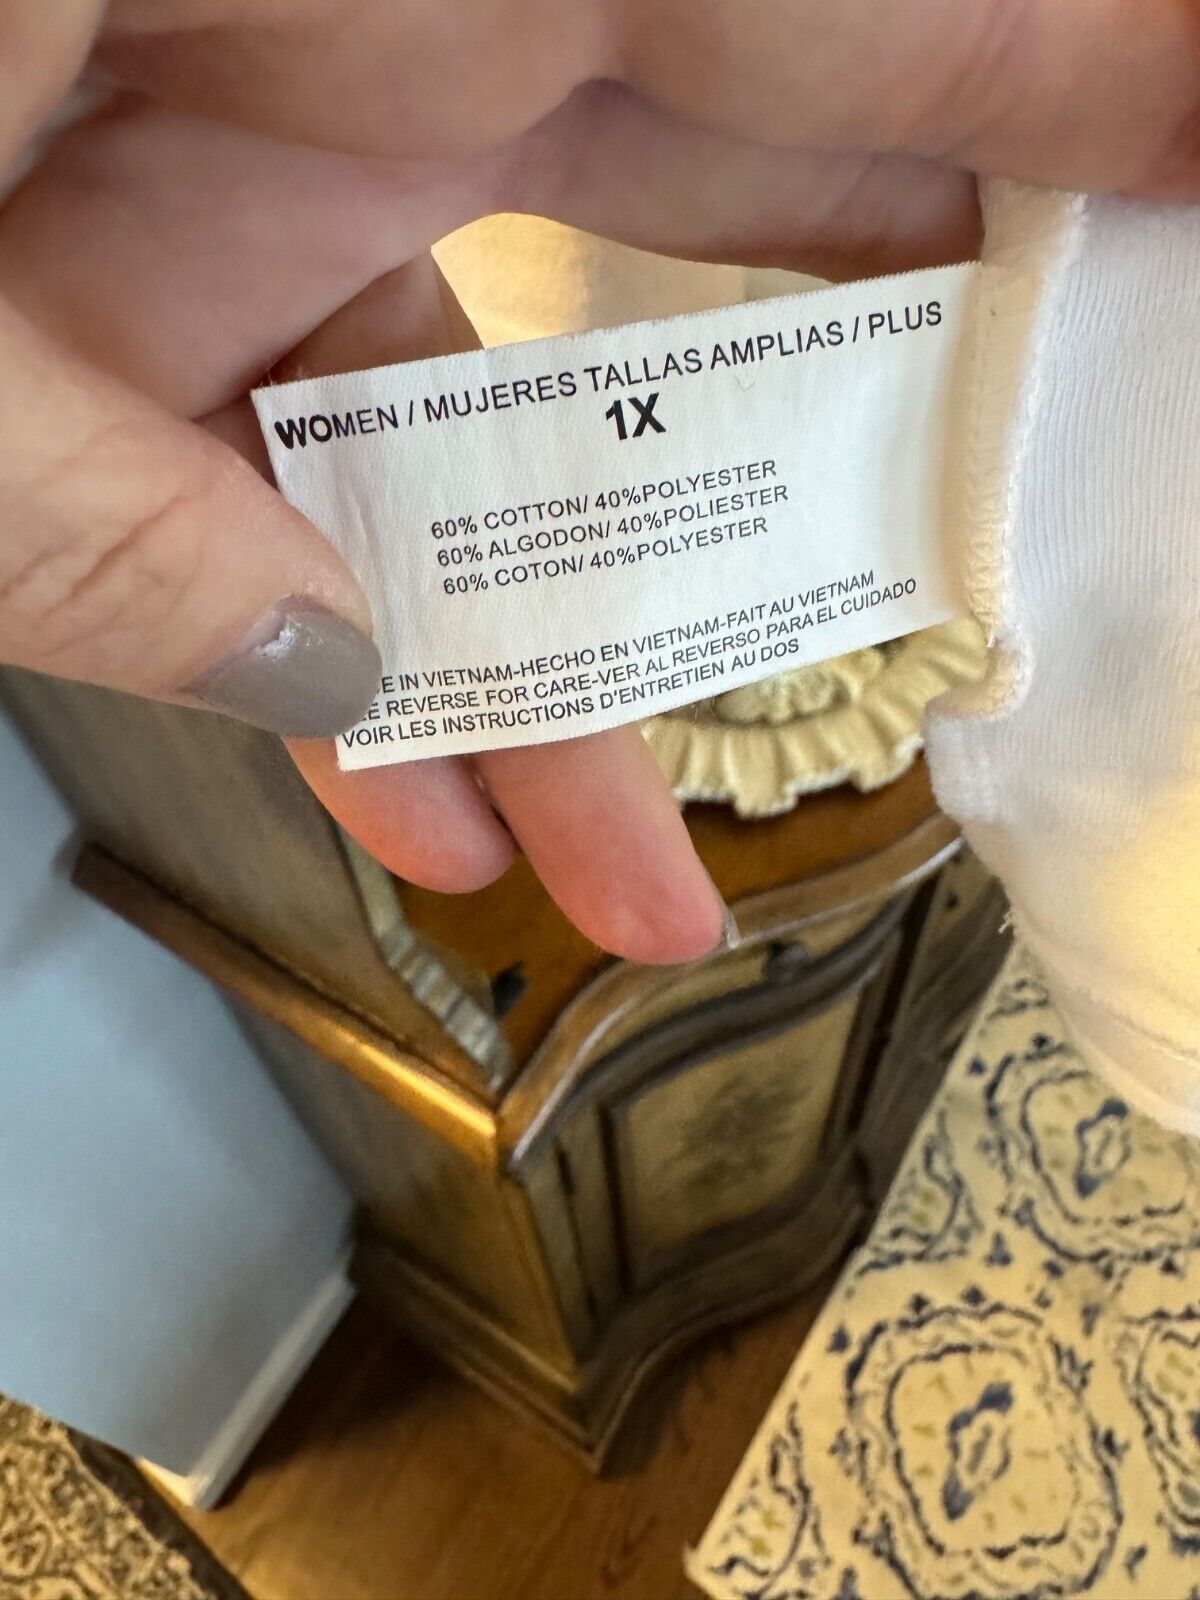 WOMEN / MUJERES TALLAS AMPLIAS / PLUS
1X
60% COTTON/ 40%POLYESTER
60% ALGODON/ 40%POLIESTER
60% COTON/ 40%POLYESTER
IN VIETNAM-HECHO EN VIETNAM-FAIT AU VIETNAM
REVERSE FOR CARE-VER AL REVERSO PARA EL CUIDADO
VOIR LES INSTRUCTIONS D'ENTRETIEN AU DOS